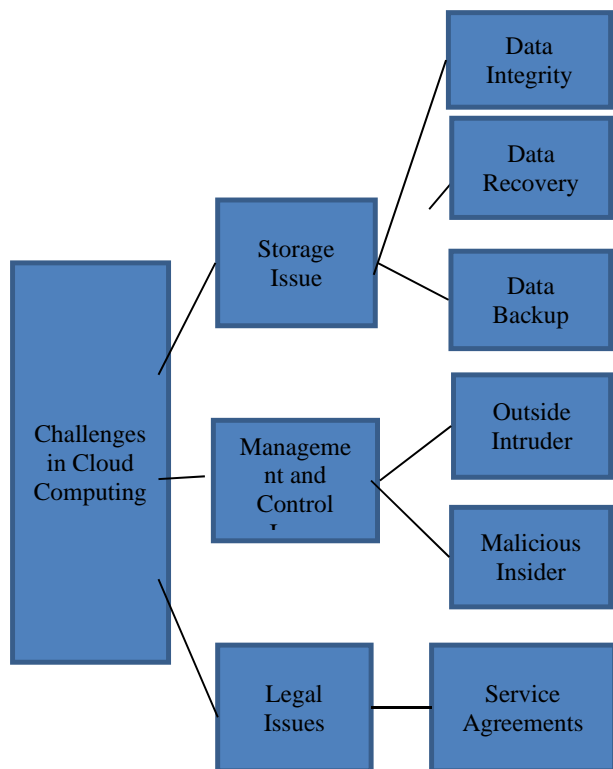 Challenges
in Cloud
Computing
Storage
Issue
Data
Integrity
Data
Recovery
Data
Backup
Manageme
nt and
Control
Outside
Intruder
Malicious
Insider
Legal
Issues
Service
Agreements